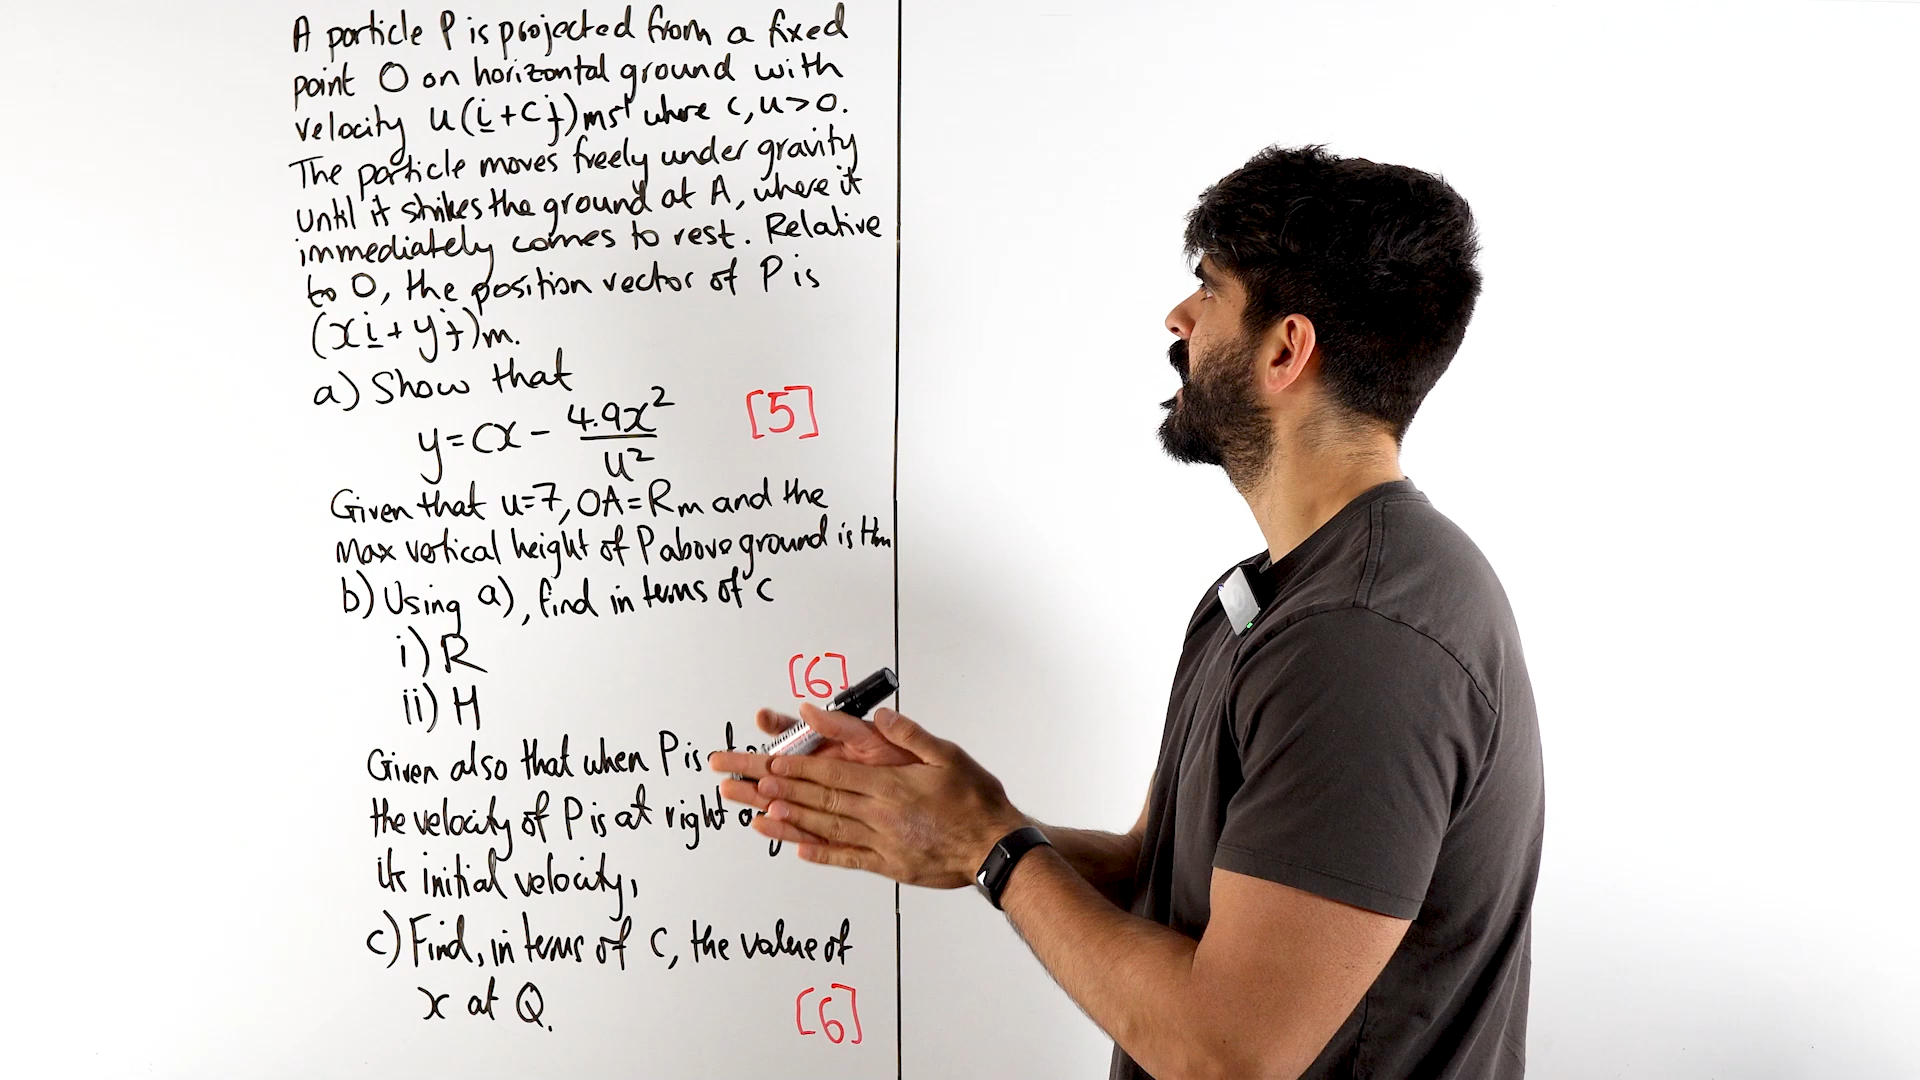 A particle P is projected from a fixed
point O on horizontal ground with
velocity u(i+cj)ms⁻¹ where c,u>0.
The particle moves freely under gravity
until it strikes the ground at A, where it
immediately comes to rest. Relative
to O, the position vector of P is
(xi+yj)m.
a) Show that
y=cx - 4.9x²/u² [5]
Given that u=7, OA=Rm and the
max vertical height of P above ground is Hm
b) Using a), find in terms of c
i) R
ii) H [6]
Given also that when P is at
the velocity of P is at right
its initial velocity,
c) Find, in terms of c, the value of
x at Q. [6]